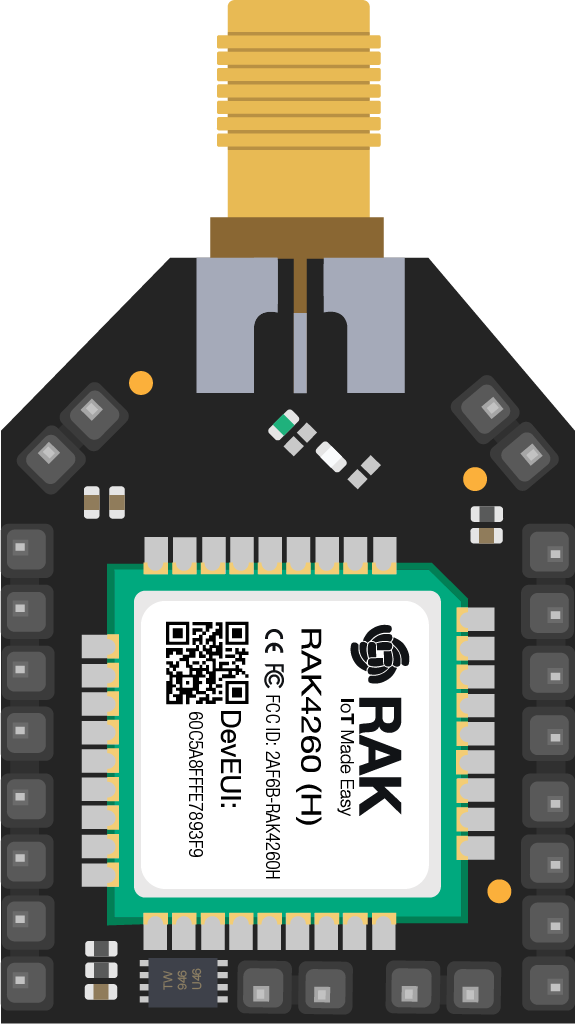 RAK
IoT Made Easy
RAK4260 (H)
CE FC FCC ID: 2AF6B-RAK4260H
DevEUI:
60C5A8FFFE7893F9